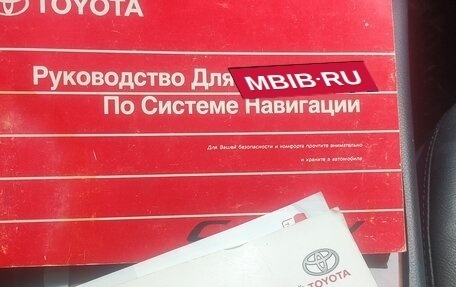 TOYOTA
Руководство Для
MBIB.RU
По Системе Навигации
Для Вашей безопасности и комфорта прочтите внимательно
и храните в автомобиле
TOYOTA